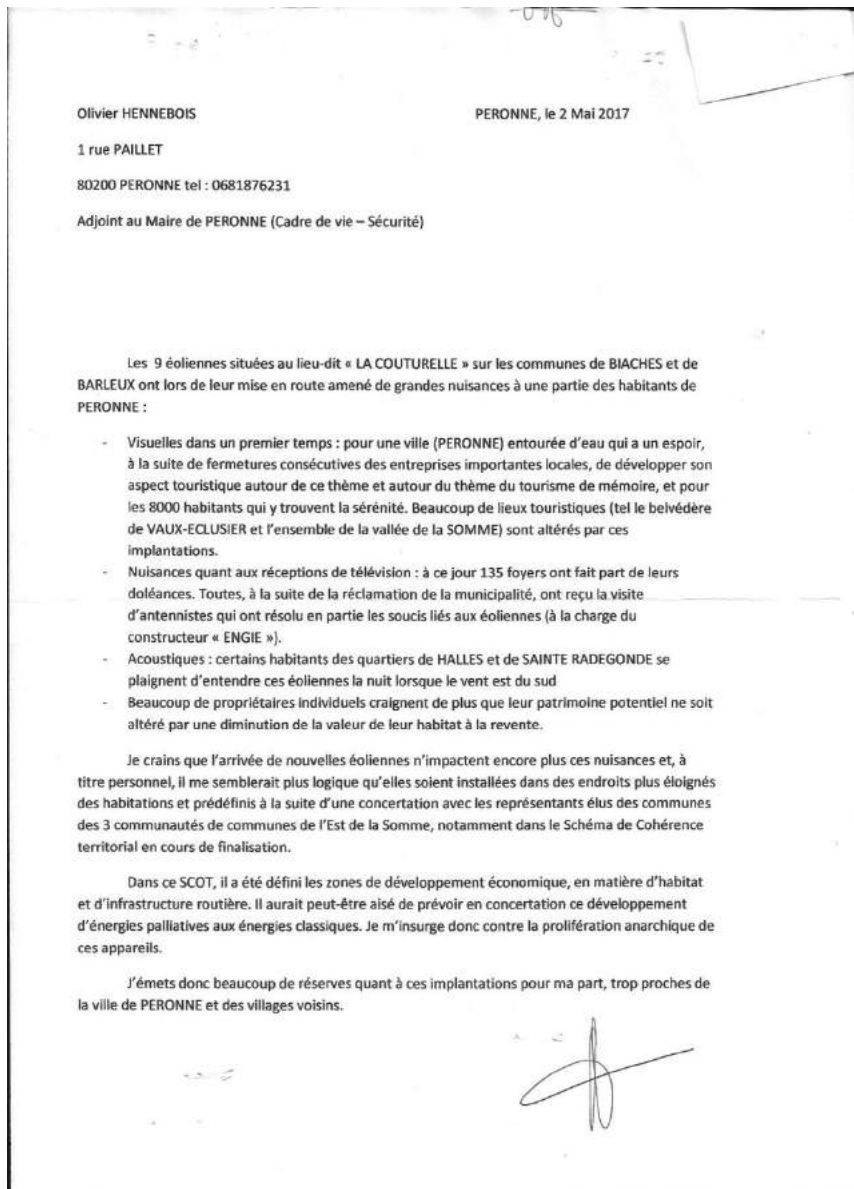 Olivier HENNEBOIS PERONNE, le 2 Mai 2017
1 rue PAILLET
80200 PERONNE tel : 0681876231
Adjoint au Maire de PERONNE (Cadre de vie – Sécurité)
Les 9 éoliennes situées au lieu-dit « LA COUTURELLE » sur les communes de BIACHES et de
BARLEUX ont lors de leur mise en route amené de grandes nuisances à une partie des habitants de
PERONNE :
- Visuelles dans un premier temps : pour une ville (PERONNE) entourée d'eau qui a un espoir,
à la suite de fermetures consécutives des entreprises importantes locales, de développer son
aspect touristique autour de ce thème et autour du thème du tourisme de mémoire, et pour
les 8000 habitants qui y trouvent la sérénité. Beaucoup de lieux touristiques (tel le belvédère
de VAUX-ECLUSIER et l'ensemble de la vallée de la SOMME) sont altérés par ces
implantations.
- Nuisances quant aux réceptions de télévision : à ce jour 135 foyers ont fait part de leurs
doléances. Toutes, à la suite de la réclamation de la municipalité, ont reçu la visite
d'antennistes qui ont résolu en partie les soucis liés aux éoliennes (à la charge du
constructeur « ENGIE »).
- Acoustiques : certains habitants des quartiers de HALLES et de SAINTE RADEGONDE se
plaignent d'entendre ces éoliennes la nuit lorsque le vent est du sud
- Beaucoup de propriétaires individuels craignent de plus que leur patrimoine potentiel ne soit
altéré par une diminution de la valeur de leur habitat à la revente.
Je crains que l'arrivée de nouvelles éoliennes n'impactent encore plus ces nuisances et, à
titre personnel, il me semblerait plus logique qu'elles soient installées dans des endroits plus éloignés
des habitations et prédéfinis à la suite d'une concertation avec les représentants élus des communes
des 3 communautés de communes de l'Est de la Somme, notamment dans le Schéma de Cohérence
territorial en cours de finalisation.
Dans ce SCOT, il a été défini les zones de développement économique, en matière d'habitat
et d'infrastructure routière. Il aurait peut-être aisé de prévoir en concertation ce développement
d'énergies palliatives aux énergies classiques. Je m'insurge donc contre la prolifération anarchique de
ces appareils.
J'émets donc beaucoup de réserves quant à ces implantations pour ma part, trop proches de
la ville de PERONNE et des villages voisins.